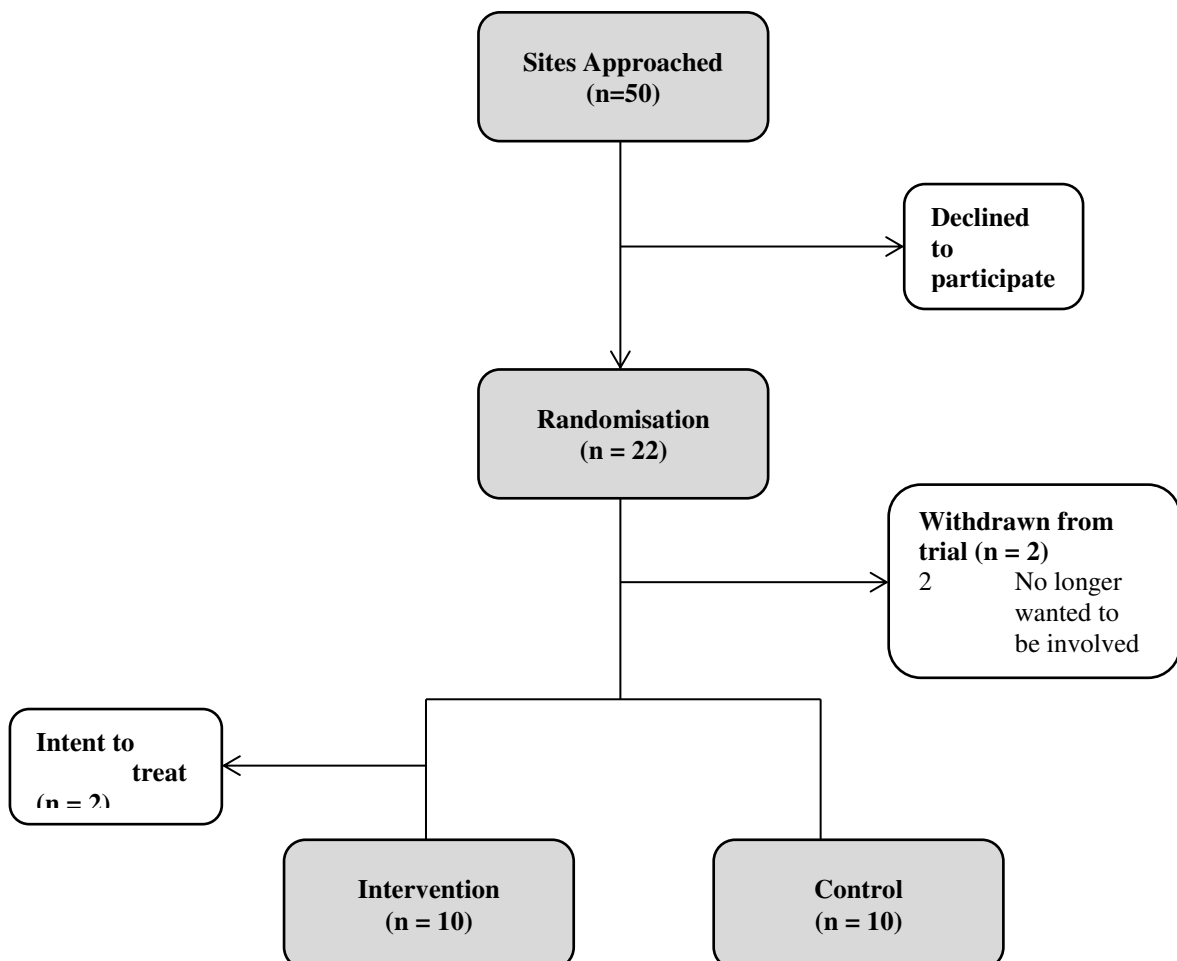 Sites Approached
(n=50)
Declined
to
participate
Randomisation
(n = 22)
Withdrawn from
trial (n = 2)
2 No longer
wanted to
be involved
Intent to
treat
(n = 2)
Intervention
(n = 10)
Control
(n = 10)